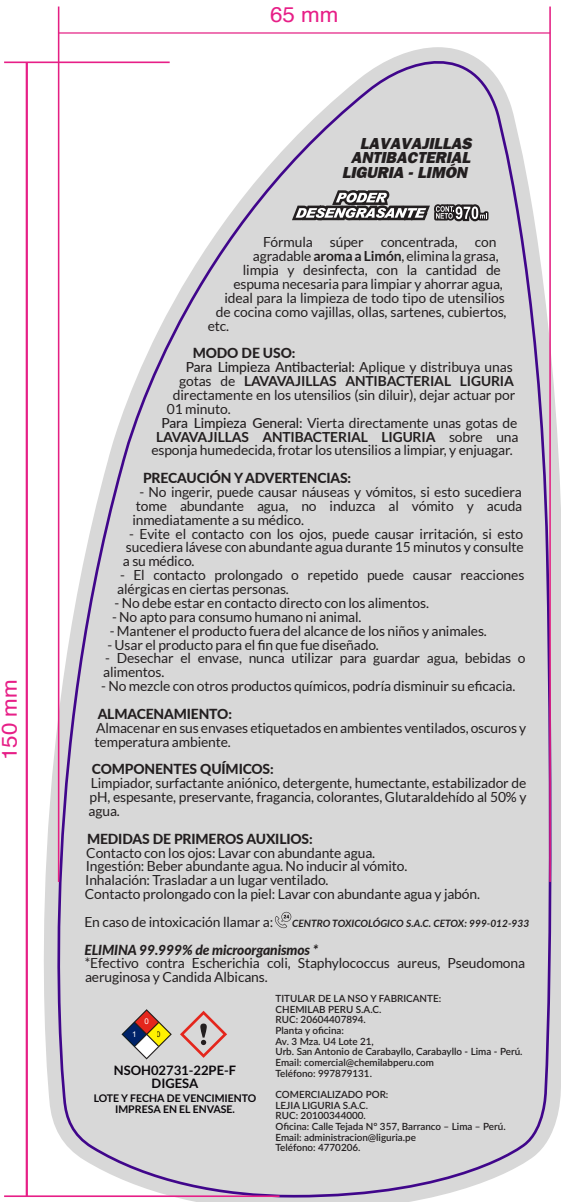 65 mm
150 mm
LAVAVAJILLAS
ANTIBACTERIAL
LIGURIA - LIMÓN
PODER
DESENGRASANTE CONT. NETO 970 ml
Fórmula súper concentrada, con
agradable aroma a Limón, elimina la grasa,
limpia y desinfecta, con la cantidad de
espuma necesaria para limpiar y ahorrar agua,
ideal para la limpieza de todo tipo de utensilios
de cocina como vajillas, ollas, sartenes, cubiertos,
etc.
MODO DE USO:
Para Limpieza Antibacterial: Aplique y distribuya unas
gotas de LAVAVAJILLAS ANTIBACTERIAL LIGURIA
directamente en los utensilios (sin diluir), dejar actuar por
01 minuto.
Para Limpieza General: Vierta directamente unas gotas de
LAVAVAJILLAS ANTIBACTERIAL LIGURIA sobre una
esponja humedecida, frotar los utensilios a limpiar, y enjuagar.
PRECAUCIÓN Y ADVERTENCIAS:
- No ingerir, puede causar náuseas y vómitos, si esto sucediera
tome abundante agua, no induzca al vómito y acuda
inmediatamente a su médico.
- Evite el contacto con los ojos, puede causar irritación, si esto
sucediera lávese con abundante agua durante 15 minutos y consulte
a su médico.
- El contacto prolongado o repetido puede causar reacciones
alérgicas en ciertas personas.
- No debe estar en contacto directo con los alimentos.
- No apto para consumo humano ni animal.
- Mantener el producto fuera del alcance de los niños y animales.
- Usar el producto para el fin que fue diseñado.
- Desechar el envase, nunca utilizar para guardar agua, bebidas o
alimentos.
- No mezcle con otros productos químicos, podría disminuir su eficacia.
ALMACENAMIENTO:
Almacenar en sus envases etiquetados en ambientes ventilados, oscuros y
temperatura ambiente.
COMPONENTES QUÍMICOS:
Limpiador, surfactante aniónico, detergente, humectante, estabilizador de
pH, espesante, preservante, fragancia, colorantes, Glutaraldehído al 50% y
agua.
MEDIDAS DE PRIMEROS AUXILIOS:
Contacto con los ojos: Lavar con abundante agua.
Ingestión: Beber abundante agua. No inducir al vómito.
Inhalación: Trasladar a un lugar ventilado.
Contacto prolongado con la piel: Lavar con abundante agua y jabón.
En caso de intoxicación llamar a: 24 CENTRO TOXICOLÓGICO S.A.C. CETOX: 999-012-933
ELIMINA 99.999% de microorganismos *
*Efectivo contra Escherichia coli, Staphylococcus aureus, Pseudomona
aeruginosa y Candida Albicans.
0
1 0
!
NSOH02731-22PE-F
DIGESA
LOTE Y FECHA DE VENCIMIENTO
IMPRESA EN EL ENVASE.
TITULAR DE LA NSO Y FABRICANTE:
CHEMILAB PERU S.A.C.
RUC: 20604407894.
Planta y oficina:
Av. 3 Mza. U4 Lote 21,
Urb. San Antonio de Carabayllo, Carabayllo - Lima - Perú.
Email: comercial@chemilabperu.com
Teléfono: 997879131.
COMERCIALIZADO POR:
LEJIA LIGURIA S.A.C.
RUC: 20100344000.
Oficina: Calle Tejada N° 357, Barranco – Lima – Perú.
Email: administracion@liguria.pe
Teléfono: 4770206.